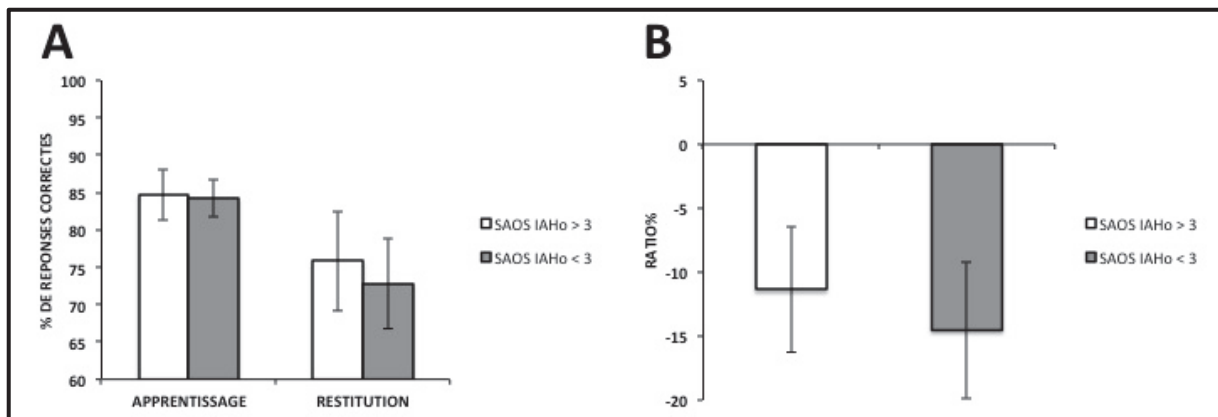 A
% DE REPONSES CORRECTES
100
95
90
85
80
75
70
65
60
APPRENTISSAGE
RESTITUTION
SAOS IAHo > 3
SAOS IAHo < 3
B
RATIO%
5
0
-5
-10
-15
-20
SAOS IAHo > 3
SAOS IAHo < 3